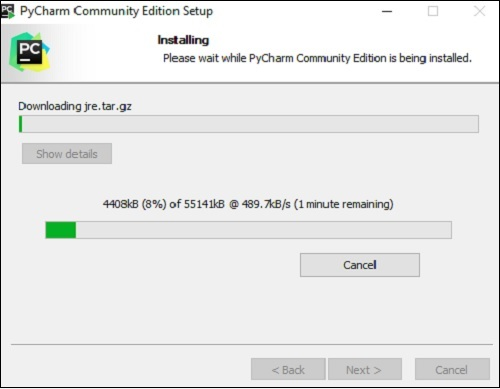 PyCharm Community Edition Setup
PC
Installing
Please wait while PyCharm Community Edition is being installed.
Downloading jre.tar.gz
Show details
4408kB (8%) of 55141kB @ 489.7kB/s (1 minute remaining)
Cancel
< Back Next > Cancel